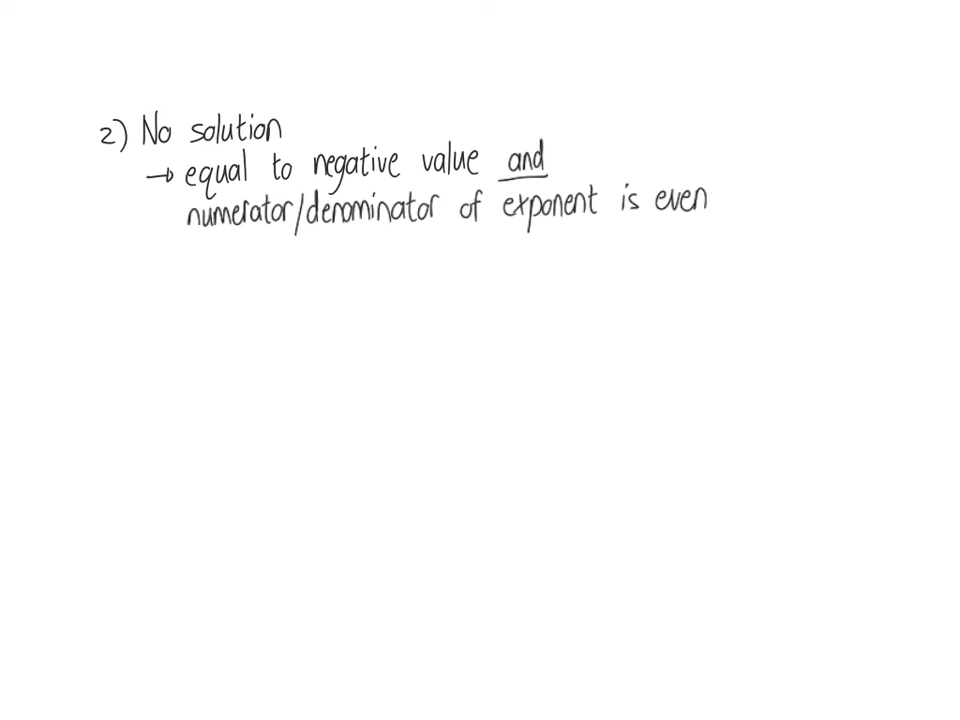 2) No solution
→ equal to negative value and
numerator/denominator of exponent is even